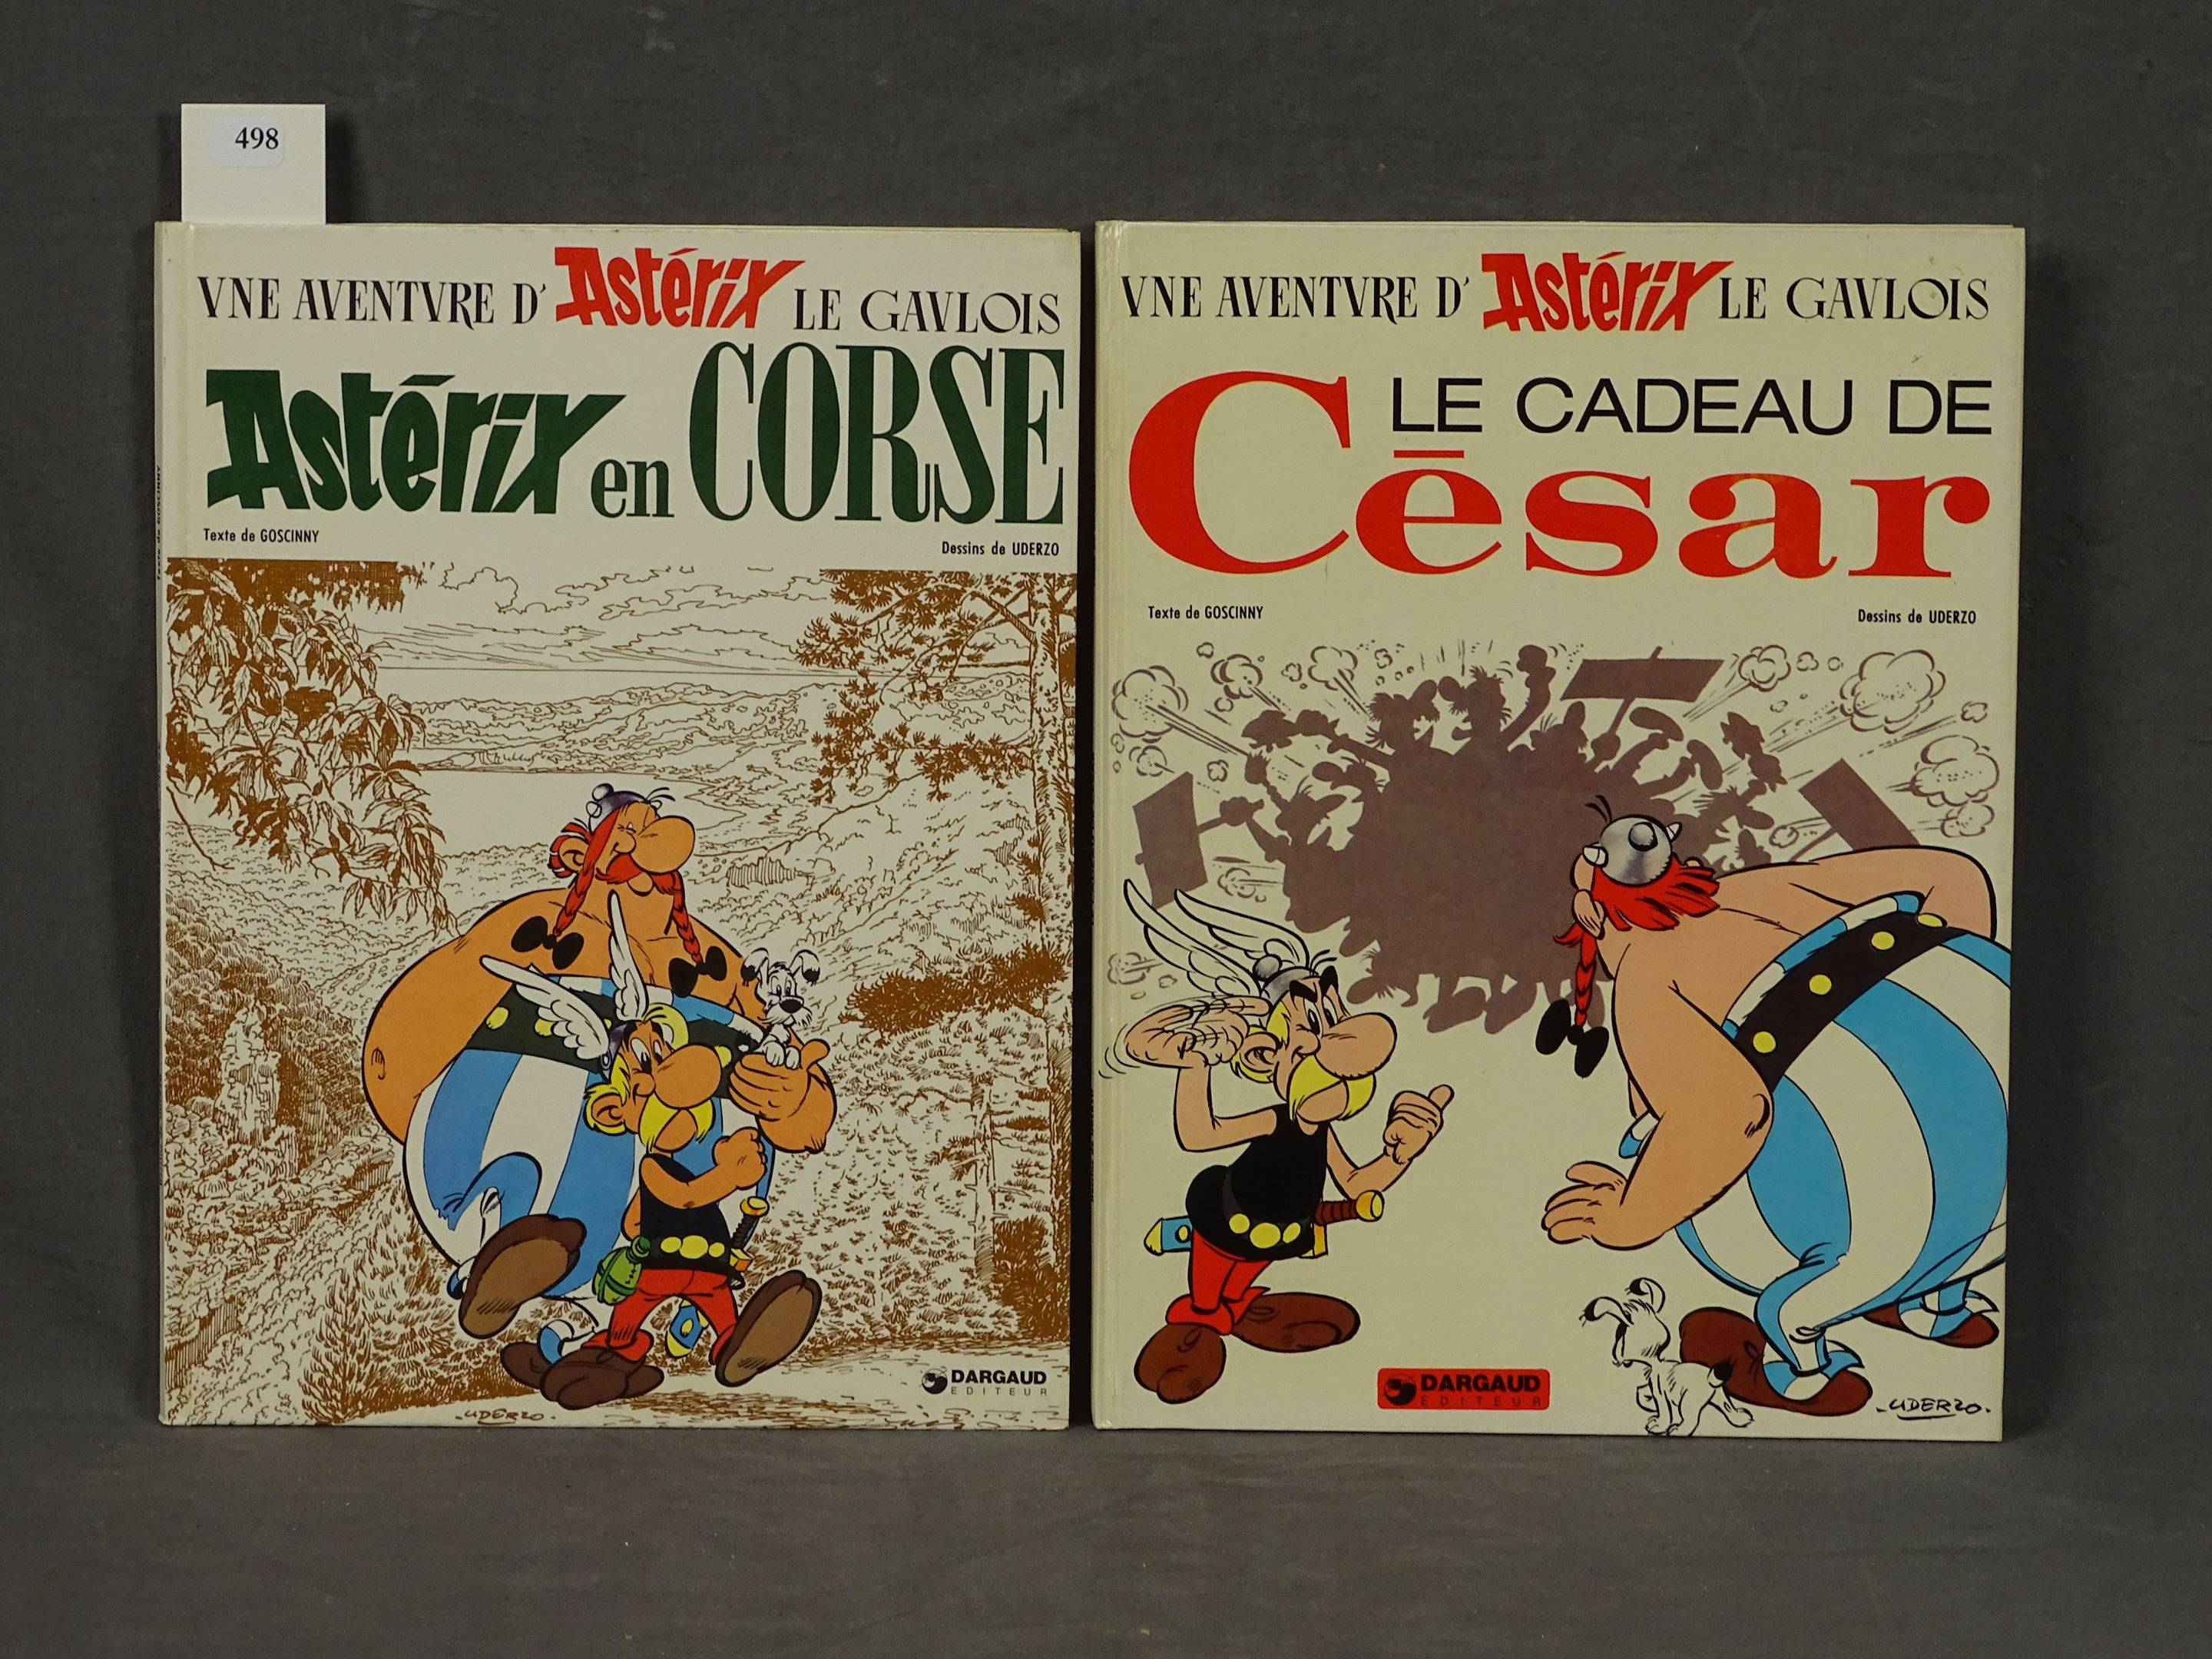 498
VNE AVENTVRE D' Astérix LE GAVLOIS
Astérix en CORSE
Texte de GOSCINNY
Dessins de UDERZO
DARGAUD
EDITEUR
UDERZO
VNE AVENTVRE D' Astérix LE GAVLOIS
LE CADEAU DE
César
Texte de GOSCINNY
Dessins de UDERZO
DARGAUD
EDITEUR
UDERZO